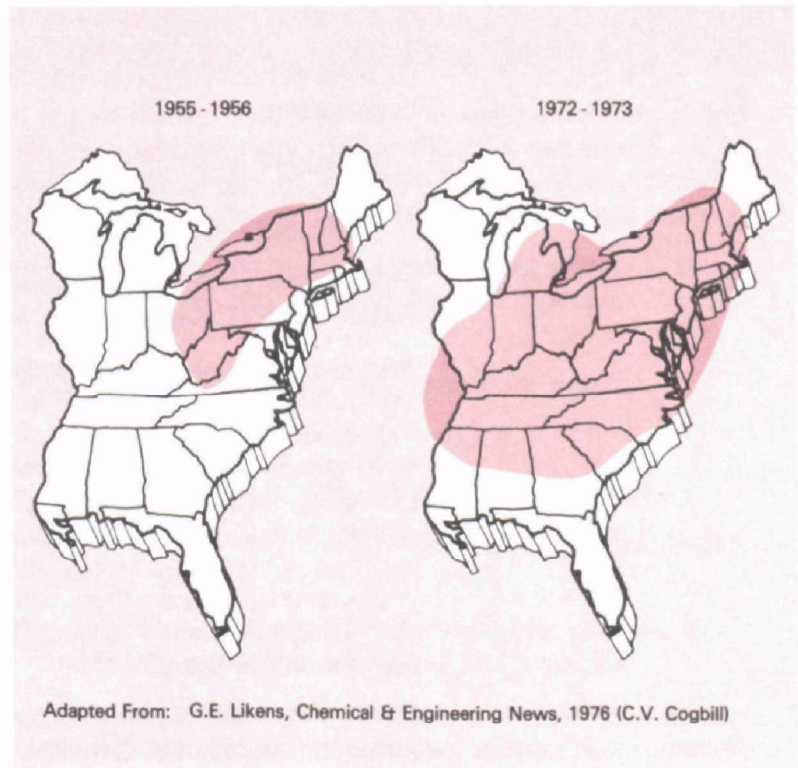 1955 - 1956
1972 - 1973
Adapted From: G.E. Likens, Chemical & Engineering News, 1976 (C.V. Cogbill)